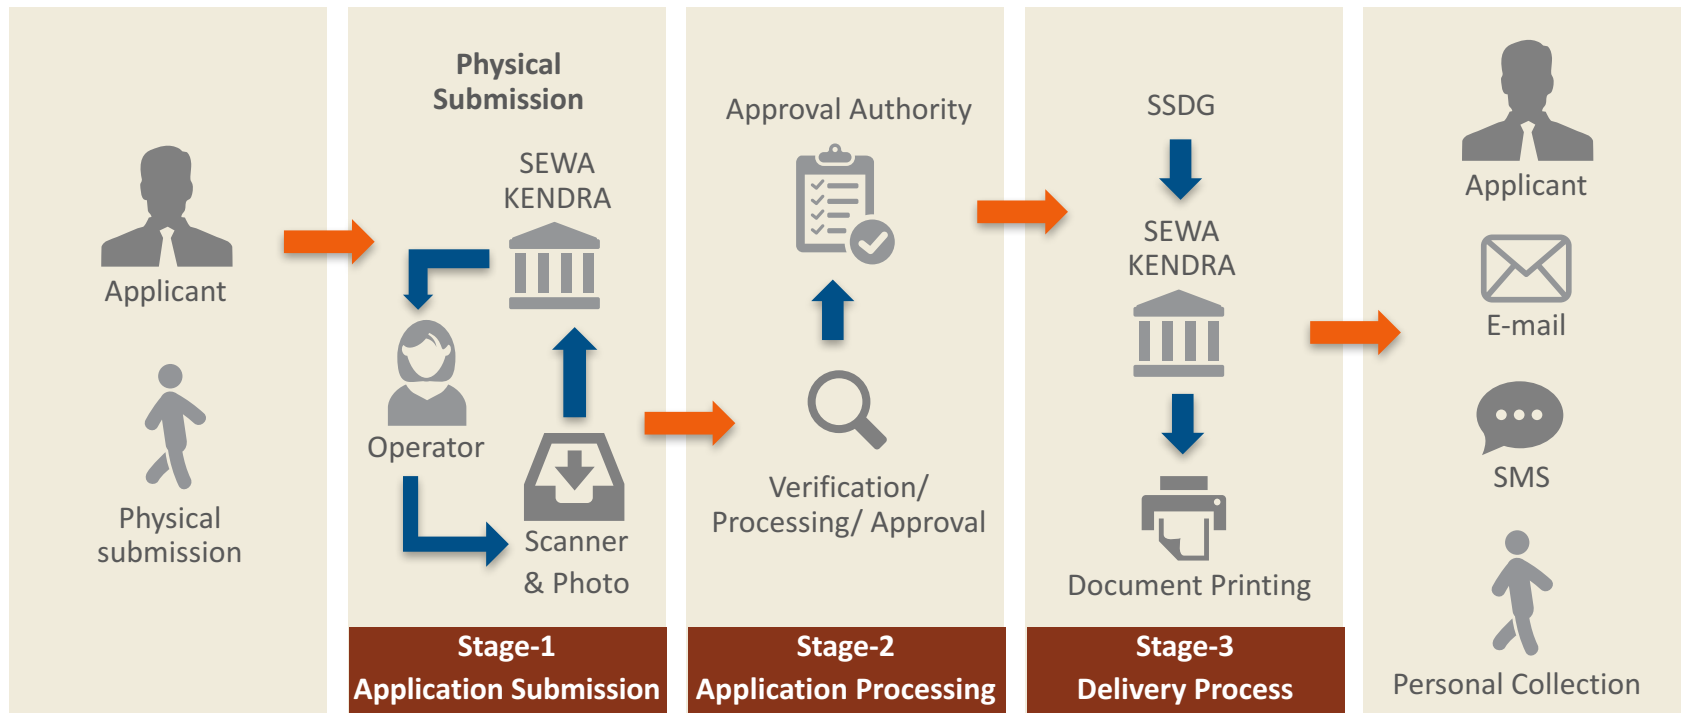 Applicant
Physical
submission
Physical
Submission
SEWA
KENDRA
Operator
Scanner
& Photo
Stage-1
Application Submission
Approval Authority
Verification/
Processing/ Approval
Stage-2
Application Processing
SSDG
SEWA
KENDRA
Document Printing
Stage-3
Delivery Process
Applicant
E-mail
SMS
Personal Collection